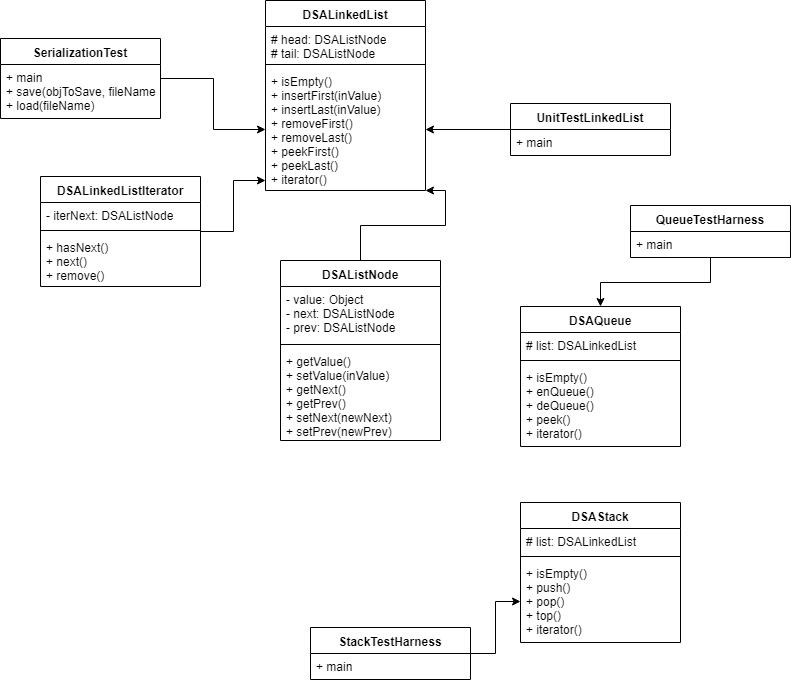 DSALinkedList
# head: DSAListNode
# tail: DSAListNode
+ isEmpty()
+ insertFirst(inValue)
+ insertLast(inValue)
+ removeFirst()
+ removeLast()
+ peekFirst()
+ peekLast()
+ iterator()
SerializationTest
+ main
+ save(objToSave, fileName
+ load(fileName)
UnitTestLinkedList
+ main
DSALinkedListIterator
- iterNext: DSAListNode
+ hasNext()
+ next()
+ remove()
QueueTestHarness
+ main
DSAListNode
- value: Object
- next: DSAListNode
- prev: DSAListNode
+ getValue()
+ setValue(inValue)
+ getNext()
+ getPrev()
+ setNext(newNext)
+ setPrev(newPrev)
DSAQueue
# list: DSALinkedList
+ isEmpty()
+ enQueue()
+ deQueue()
+ peek()
+ iterator()
DSAStack
# list: DSALinkedList
+ isEmpty()
+ push()
+ pop()
+ top()
+ iterator()
StackTestHarness
+ main